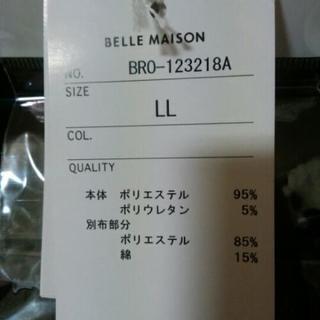 BELLE MAISON
NO. BRO-123218A
SIZE
LL
COL.
QUALITY
本体 ポリエステル 95%
ポリウレタン 5%
別布部分
ポリエステル 85%
綿 15%